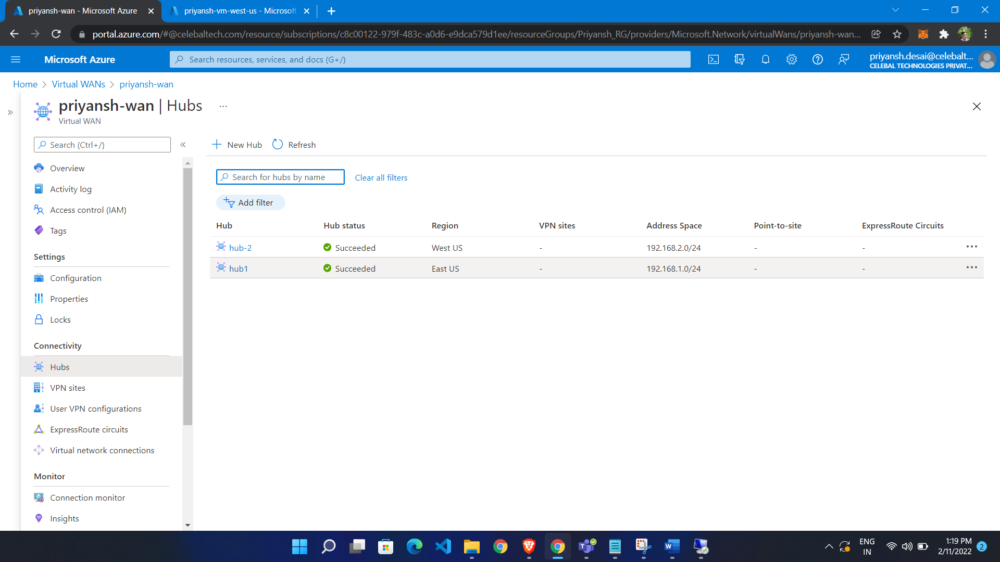 priyansh-wan - Microsoft Azure
priyansh-vm-west-us - Microsoft
portal.azure.com/#@celebaltech.com/resource/subscriptions/c8c00122-979f-483c-a0d6-e9dca579d1ee/resourceGroups/Priyansh_RG/providers/Microsoft.Network/virtualWans/priyansh-wan...
Microsoft Azure
Search resources, services, and docs (G+/)
priyansh.desai@celebalt...
CELEBAL TECHNOLOGIES PRIVAT...
Home > Virtual WANs > priyansh-wan
priyansh-wan | Hubs ...
Virtual WAN
Search (Ctrl+/)
Overview
Activity log
Access control (IAM)
Tags
Settings
Configuration
Properties
Locks
Connectivity
Hubs
VPN sites
User VPN configurations
ExpressRoute circuits
Virtual network connections
Monitor
Connection monitor
Insights
New Hub Refresh
Search for hubs by name Clear all filters
Add filter
Hub Hub status Region VPN sites Address Space Point-to-site ExpressRoute Circuits
hub-2 Succeeded West US - 192.168.2.0/24 - -
hub1 Succeeded East US - 192.168.1.0/24 - -
ENG
IN
1:19 PM
2/11/2022
2